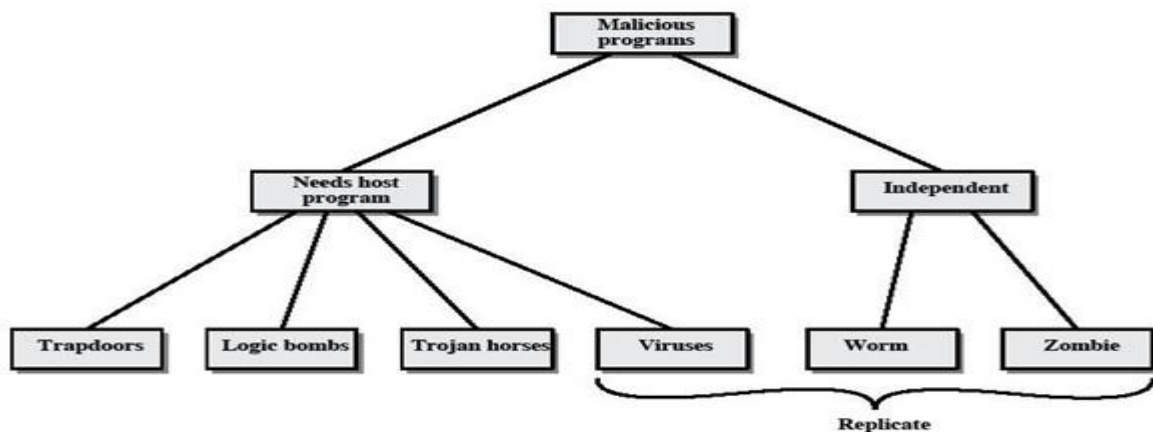 Malicious
programs
Needs host
program
Independent
Trapdoors
Logic bombs
Trojan horses
Viruses
Worm
Zombie
Replicate